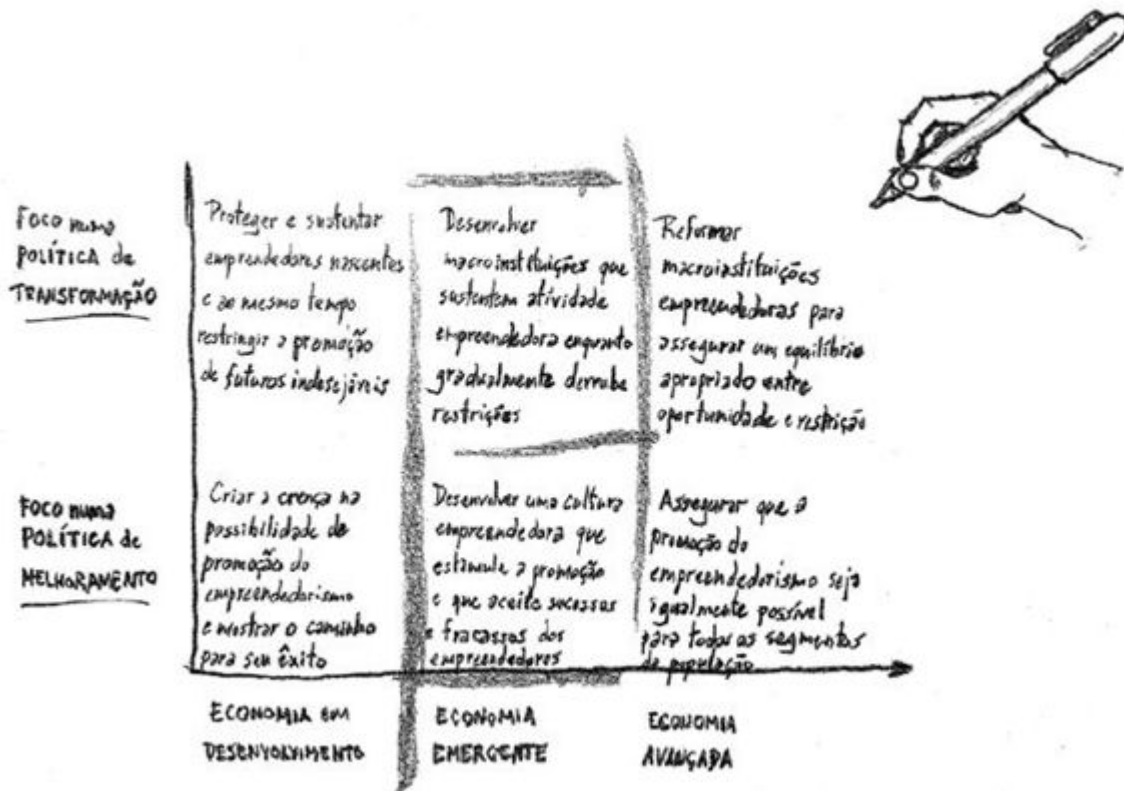 FOCO numa
POLÍTICA de
TRANSFORMAÇÃO
Proteger e sustentar
emprendedores nascentes
e ao mesmo tempo
restringir a promoção
de futuros indesejáveis
Desenvolver
macroinstituições que
sustentem atividade
empreendedora enquanto
gradualmente derrube
restrições
Reformar
macroinstituições
empreendedoras para
assegurar um equilíbrio
apropriado entre
oportunidade e restrição
FOCO numa
POLÍTICA de
MELHORAMENTO
Criar a crença na
possibilidade de
promoção do
empreendedorismo
e mostrar o caminho
para seu êxito
Desenvolver uma cultura
empreendedora que
estimule a promoção
e que aceite sucessos
e fracassos dos
empreendedores
Assegurar que a
promoção do
empreendedorismo seja
igualmente possível
para todos os segmentos
da população
ECONOMIA em
DESENVOLVIMENTO
ECONOMIA
EMERGENTE
ECONOMIA
AVANÇADA